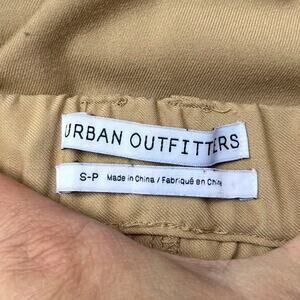 URBAN OUTFITTERS
S-P Made in China / Fabriqué en Chine